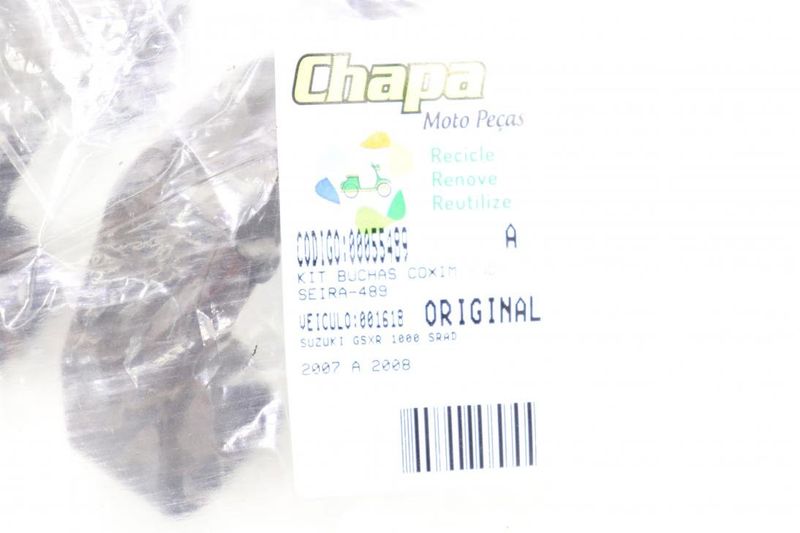 Chapa
Moto Peças
Recicle
Renove
Reutilize
CODIGO:00055499 A
KIT BUCHAS COXIM
SEIRA-489
VEICULO:001618 ORIGINAL
SUZUKI GSXR 1000 SRAD
2007 A 2008